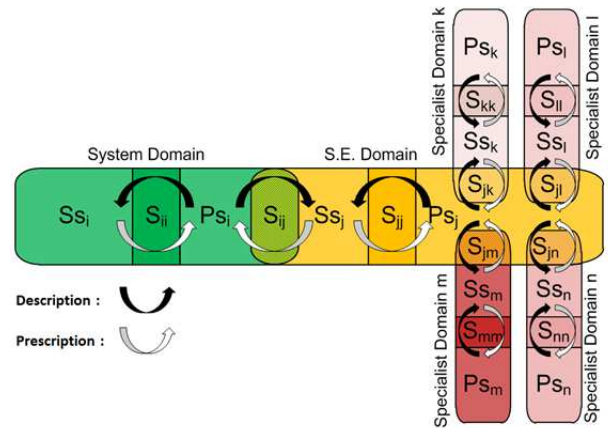 Specialist Domain k
Ps_k
S_kk
Ss_k
S_jk
Ps_l
S_ll
Ss_l
S_jl
Specialist Domain l
System Domain
S.E. Domain
Ss_i
S_ii
Ps_i
S_ij
Ss_j
S_jj
Ps_j
Description :
Prescription :
Specialist Domain m
S_jm
Ss_m
S_mm
Ps_m
S_jn
Ss_n
S_nn
Ps_n
Specialist Domain n